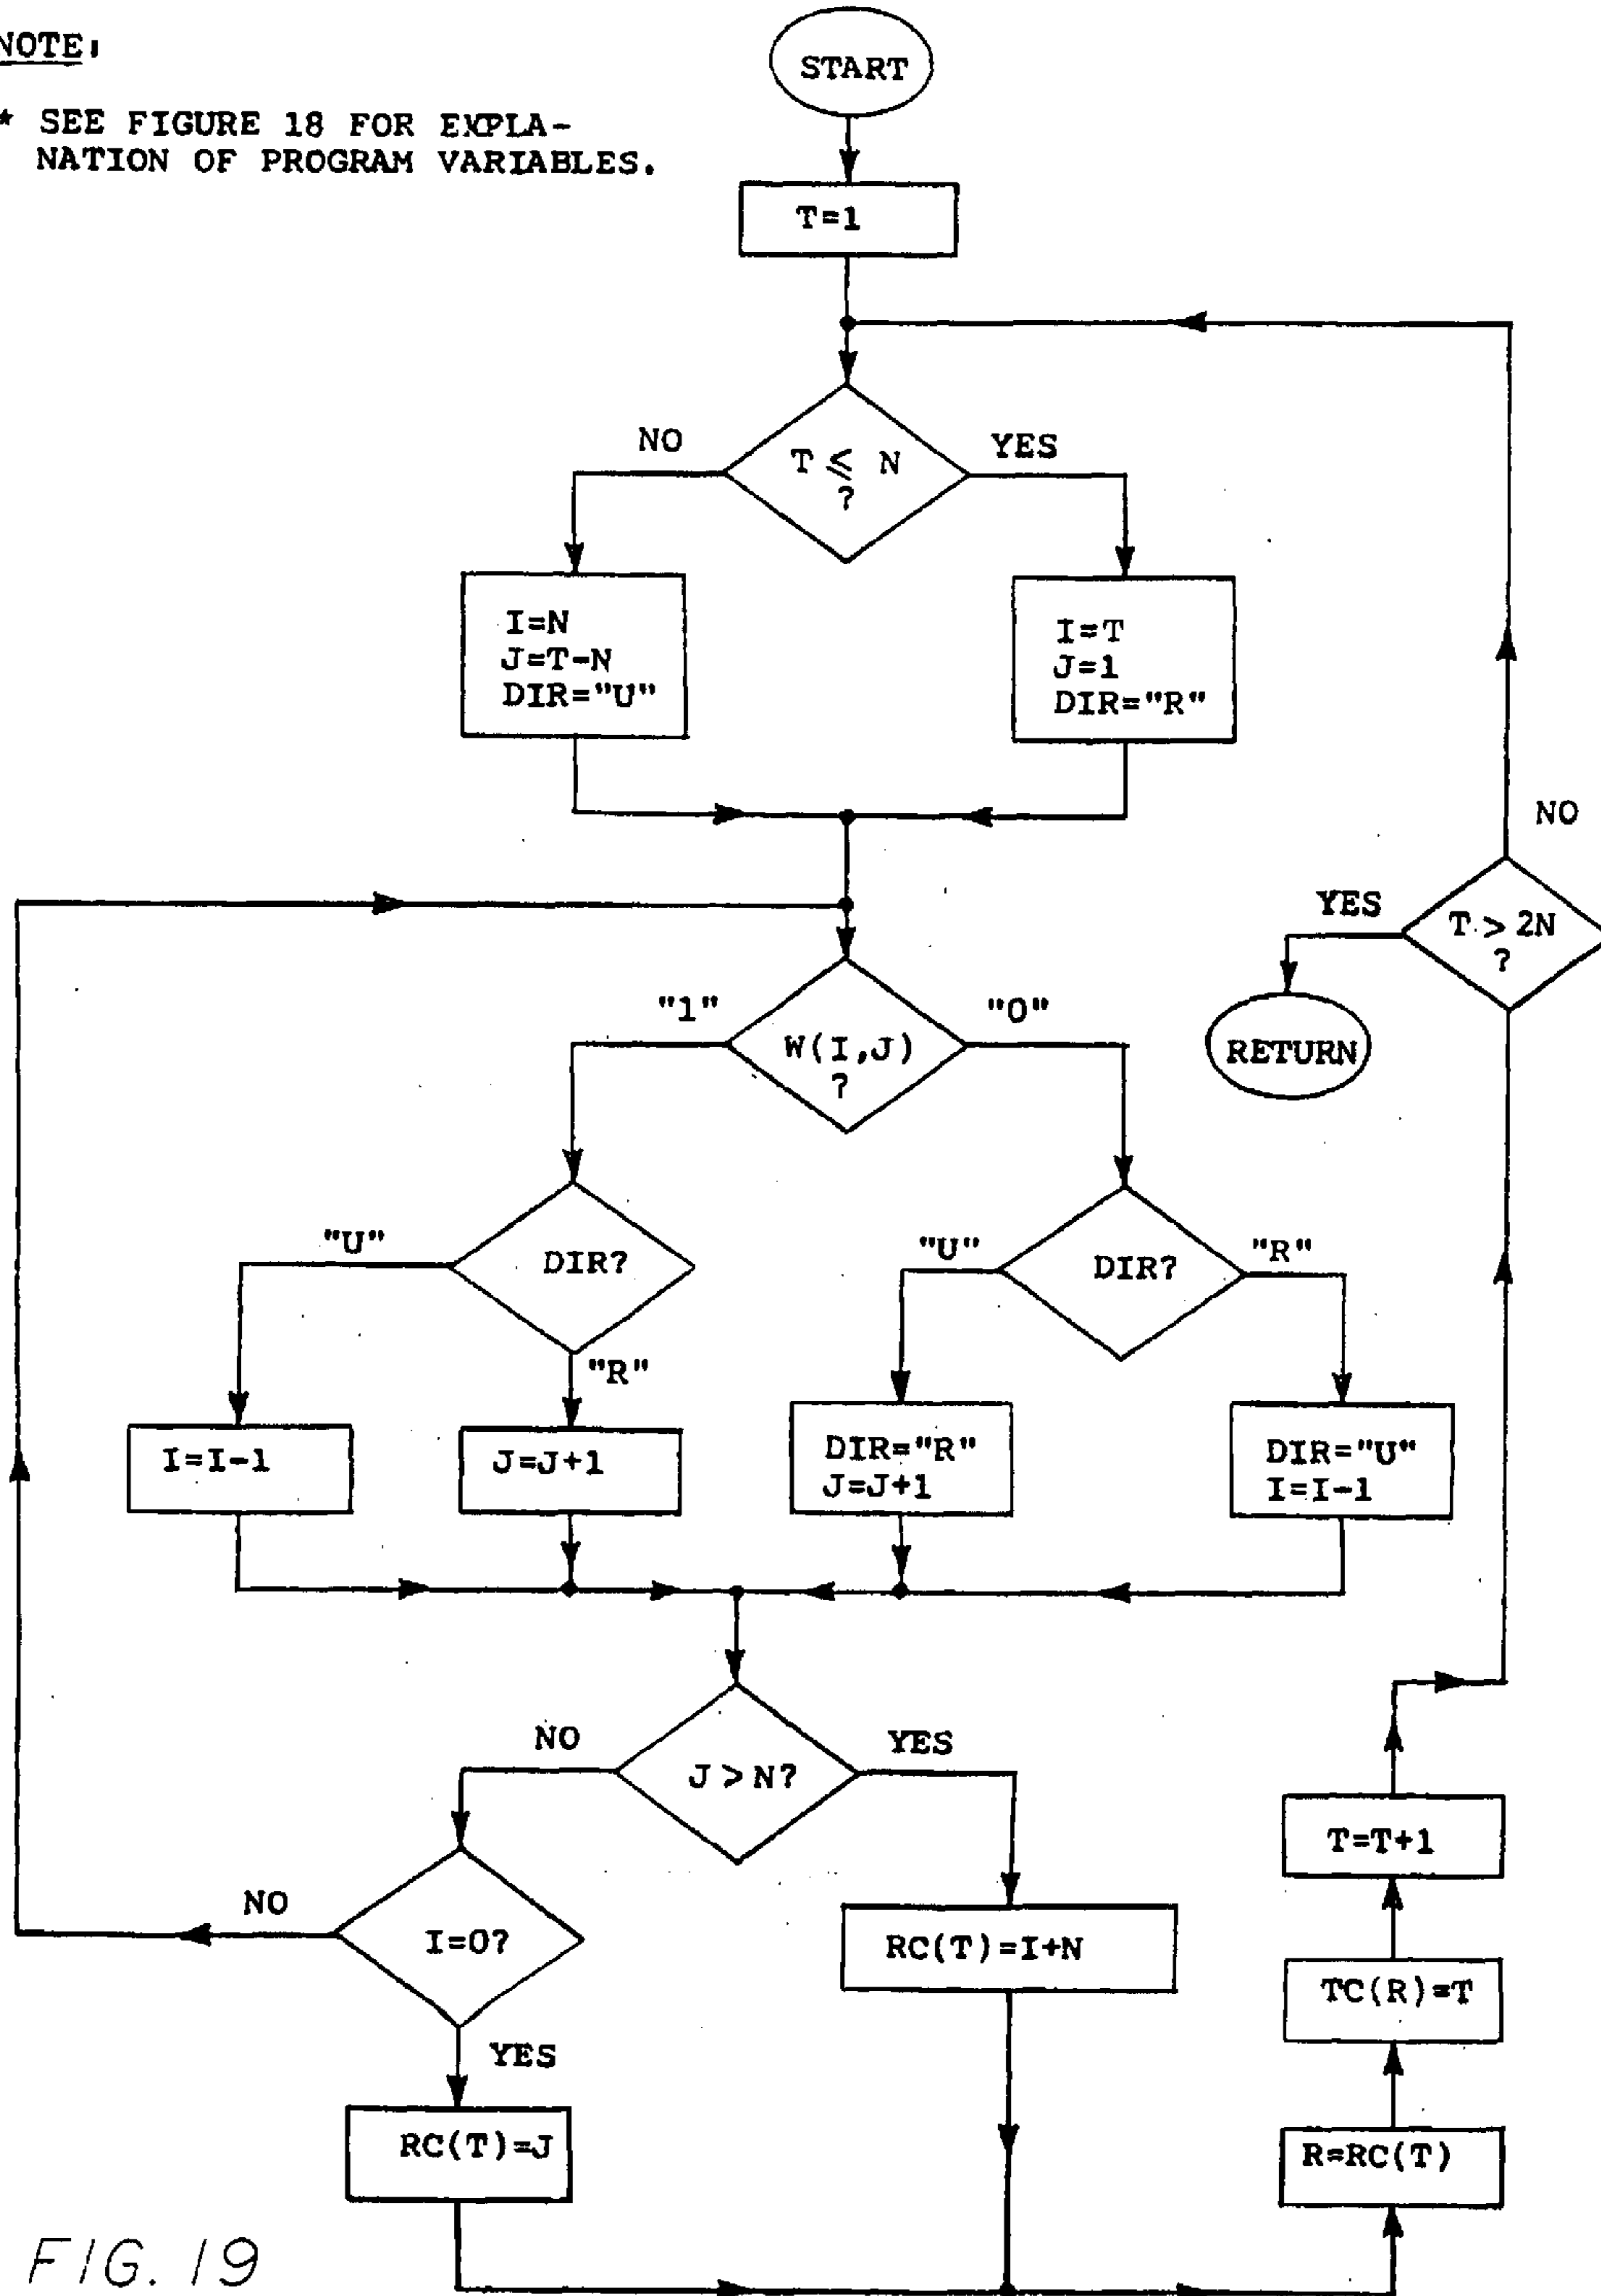 NOTE:
* SEE FIGURE 18 FOR EXPLA-
NATION OF PROGRAM VARIABLES.
START
T=1
NO
YES
T ≤ N
?
I=N
J=T-N
DIR="U"
I=T
J=1
DIR="R"
NO
YES
T > 2N
?
RETURN
"1"
"0"
W(I,J)
?
"U"
DIR?
"R"
"U"
DIR?
"R"
I=I-1
J=J+1
DIR="R"
J=J+1
DIR="U"
I=I-1
NO
YES
J > N?
NO
I=0?
YES
RC(T)=I+N
T=T+1
TC(R)=T
RC(T)=J
R=RC(T)
FIG. 19